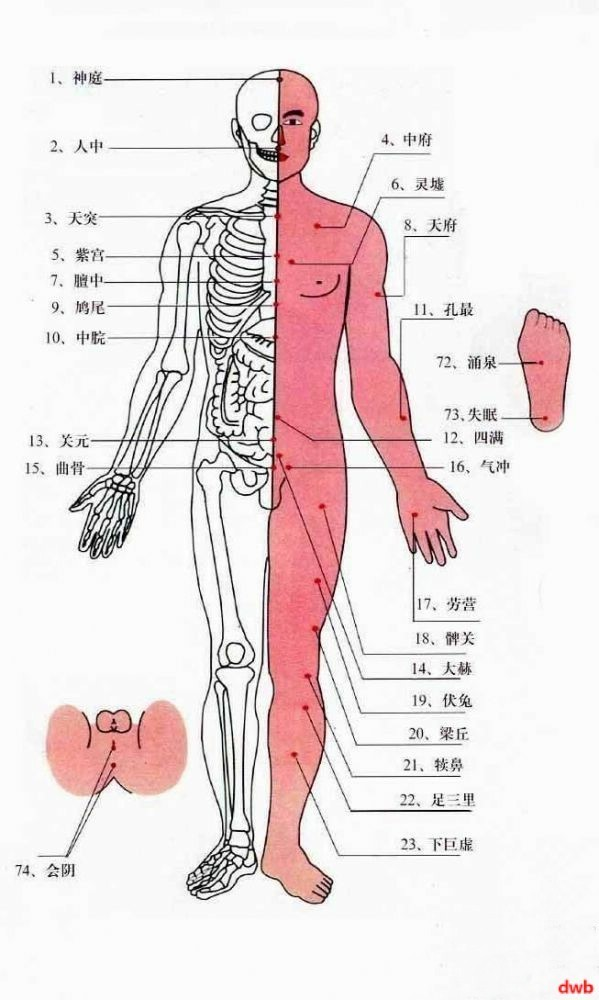 1、神庭
2、人中
4、中府
6、灵墟
3、天突
8、天府
5、紫宫
7、膻中
9、鸠尾
11、孔最
10、中脘
72、涌泉
73、失眠
13、关元
12、四满
15、曲骨
16、气冲
17、劳营
18、髀关
14、大赫
19、伏兔
20、梁丘
21、犊鼻
22、足三里
23、下巨虚
74、会阴
dwb